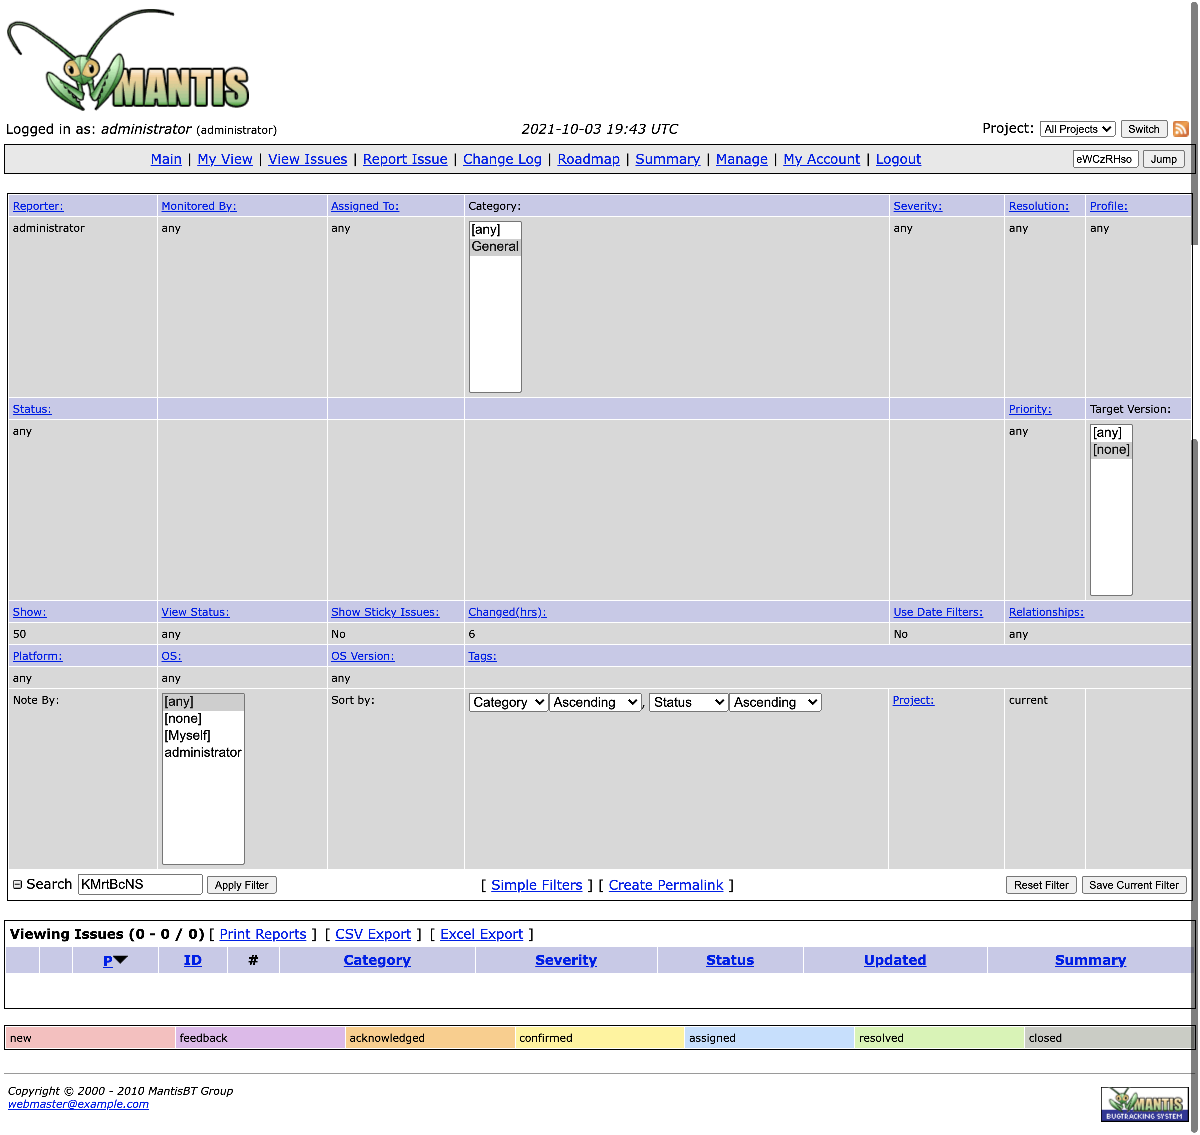 MANTIS
Logged in as: administrator (administrator)
2021-10-03 19:43 UTC
Project: All Projects Switch
Main | My View | View Issues | Report Issue | Change Log | Roadmap | Summary | Manage | My Account | Logout
eWCzRHso Jump
Reporter: Monitored By: Assigned To: Category: Severity: Resolution: Profile:
administrator any any [any] any any any
General
Status: Priority: Target Version:
any any [any]
[none]
Show: View Status: Show Sticky Issues: Changed(hrs): Use Date Filters: Relationships:
50 any No 6 No any
Platform: OS: OS Version: Tags:
any any any
Note By: [any] Sort by: Category Ascending , Status Ascending Project: current
[none]
[Myself]
administrator
Search KMrtBcNS Apply Filter [ Simple Filters ] [ Create Permalink ] Reset Filter Save Current Filter
Viewing Issues (0 - 0 / 0) [ Print Reports ] [ CSV Export ] [ Excel Export ]
P ID # Category Severity Status Updated Summary
new feedback acknowledged confirmed assigned resolved closed
Copyright © 2000 - 2010 MantisBT Group
webmaster@example.com
MANTIS
BUGTRACKING SYSTEM